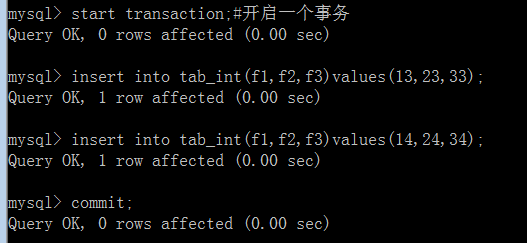 mysql> start transaction;#开启一个事务
Query OK, 0 rows affected (0.00 sec)
mysql> insert into tab_int(f1,f2,f3)values(13,23,33);
Query OK, 1 row affected (0.00 sec)
mysql> insert into tab_int(f1,f2,f3)values(14,24,34);
Query OK, 1 row affected (0.00 sec)
mysql> commit;
Query OK, 0 rows affected (0.00 sec)